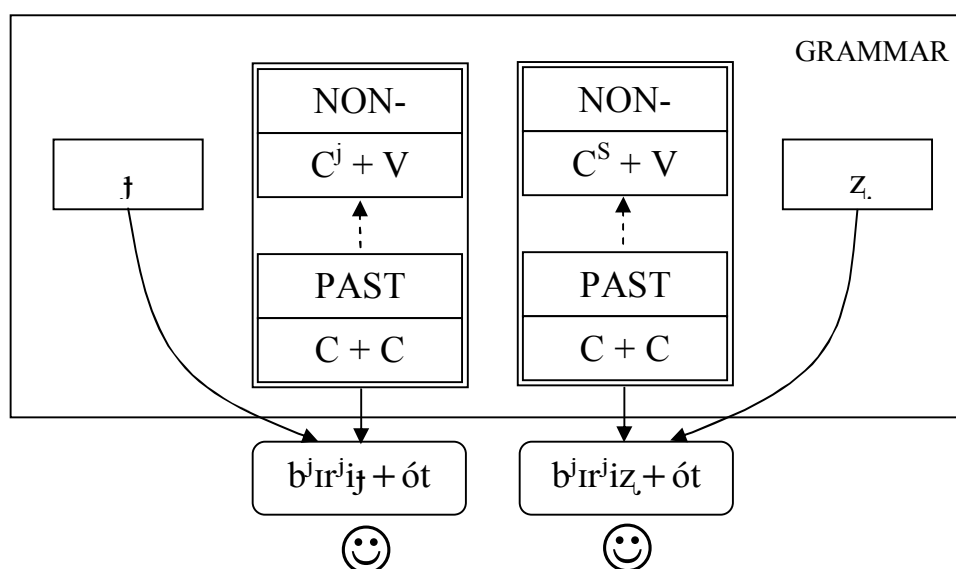 GRAMMAR
NON-
Cʲ + V
PAST
C + C
NON-
Cˢ + V
PAST
C + C
ɟ
ʐ
bʲɪrʲiɟ + ót
bʲɪrʲiʐ + ót